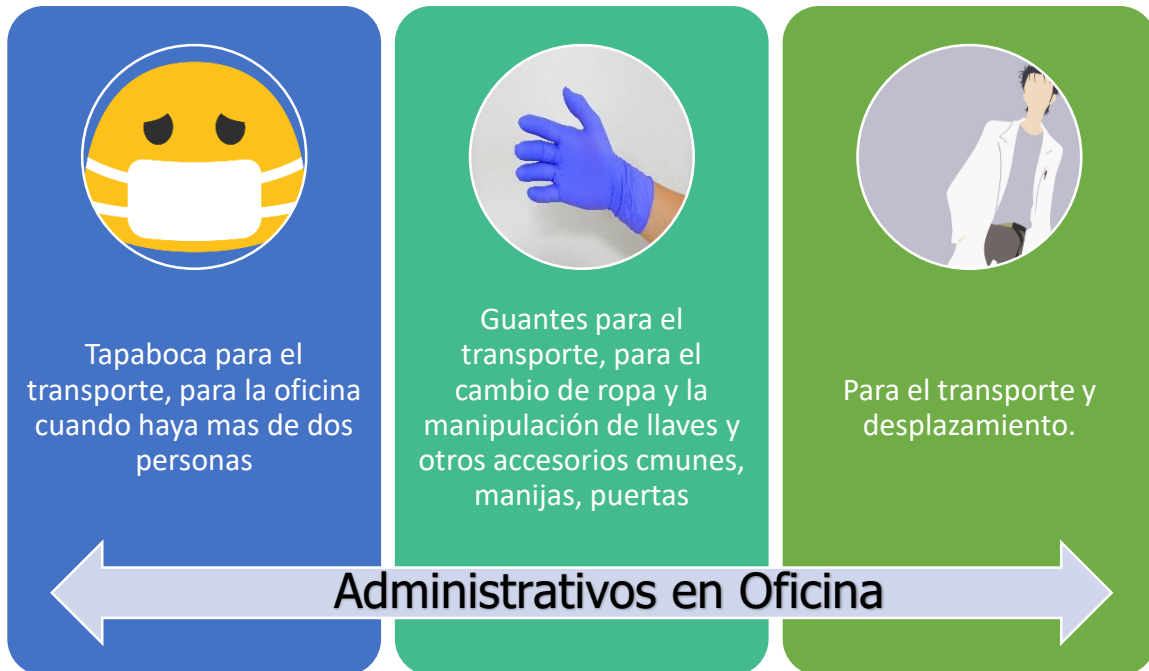 Tapaboca para el
transporte, para la oficina
cuando haya mas de dos
personas
Guantes para el
transporte, para el
cambio de ropa y la
manipulación de llaves y
otros accesorios cmunes,
manijas, puertas
Para el transporte y
desplazamiento.
Administrativos en Oficina